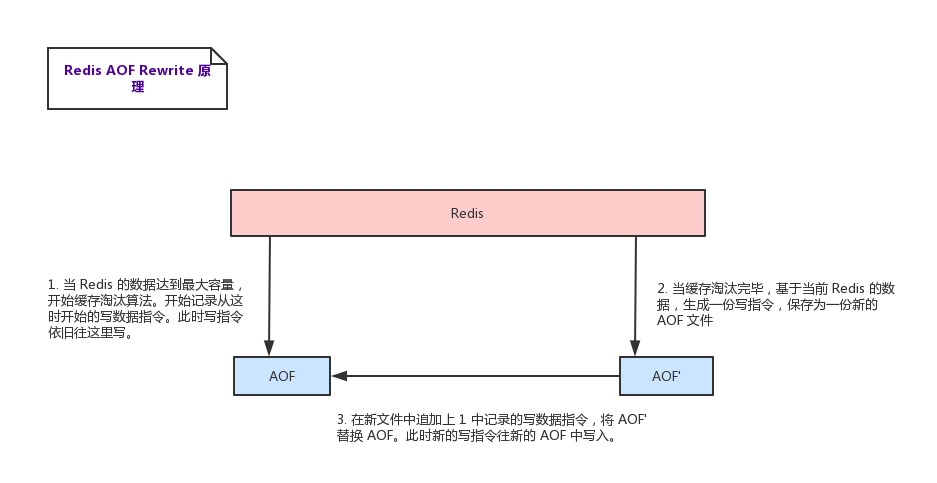 Redis AOF Rewrite 原
理
Redis
1. 当 Redis 的数据达到最大容量，
开始缓存淘汰算法。开始记录从这
时开始的写数据指令。此时写指令
依旧往这里写。
2. 当缓存淘汰完毕，基于当前 Redis 的数
据，生成一份写指令，保存为一份新的
AOF 文件
AOF
AOF'
3. 在新文件中追加上 1 中记录的写数据指令，将 AOF'
替换 AOF。此时新的写指令往新的 AOF 中写入。